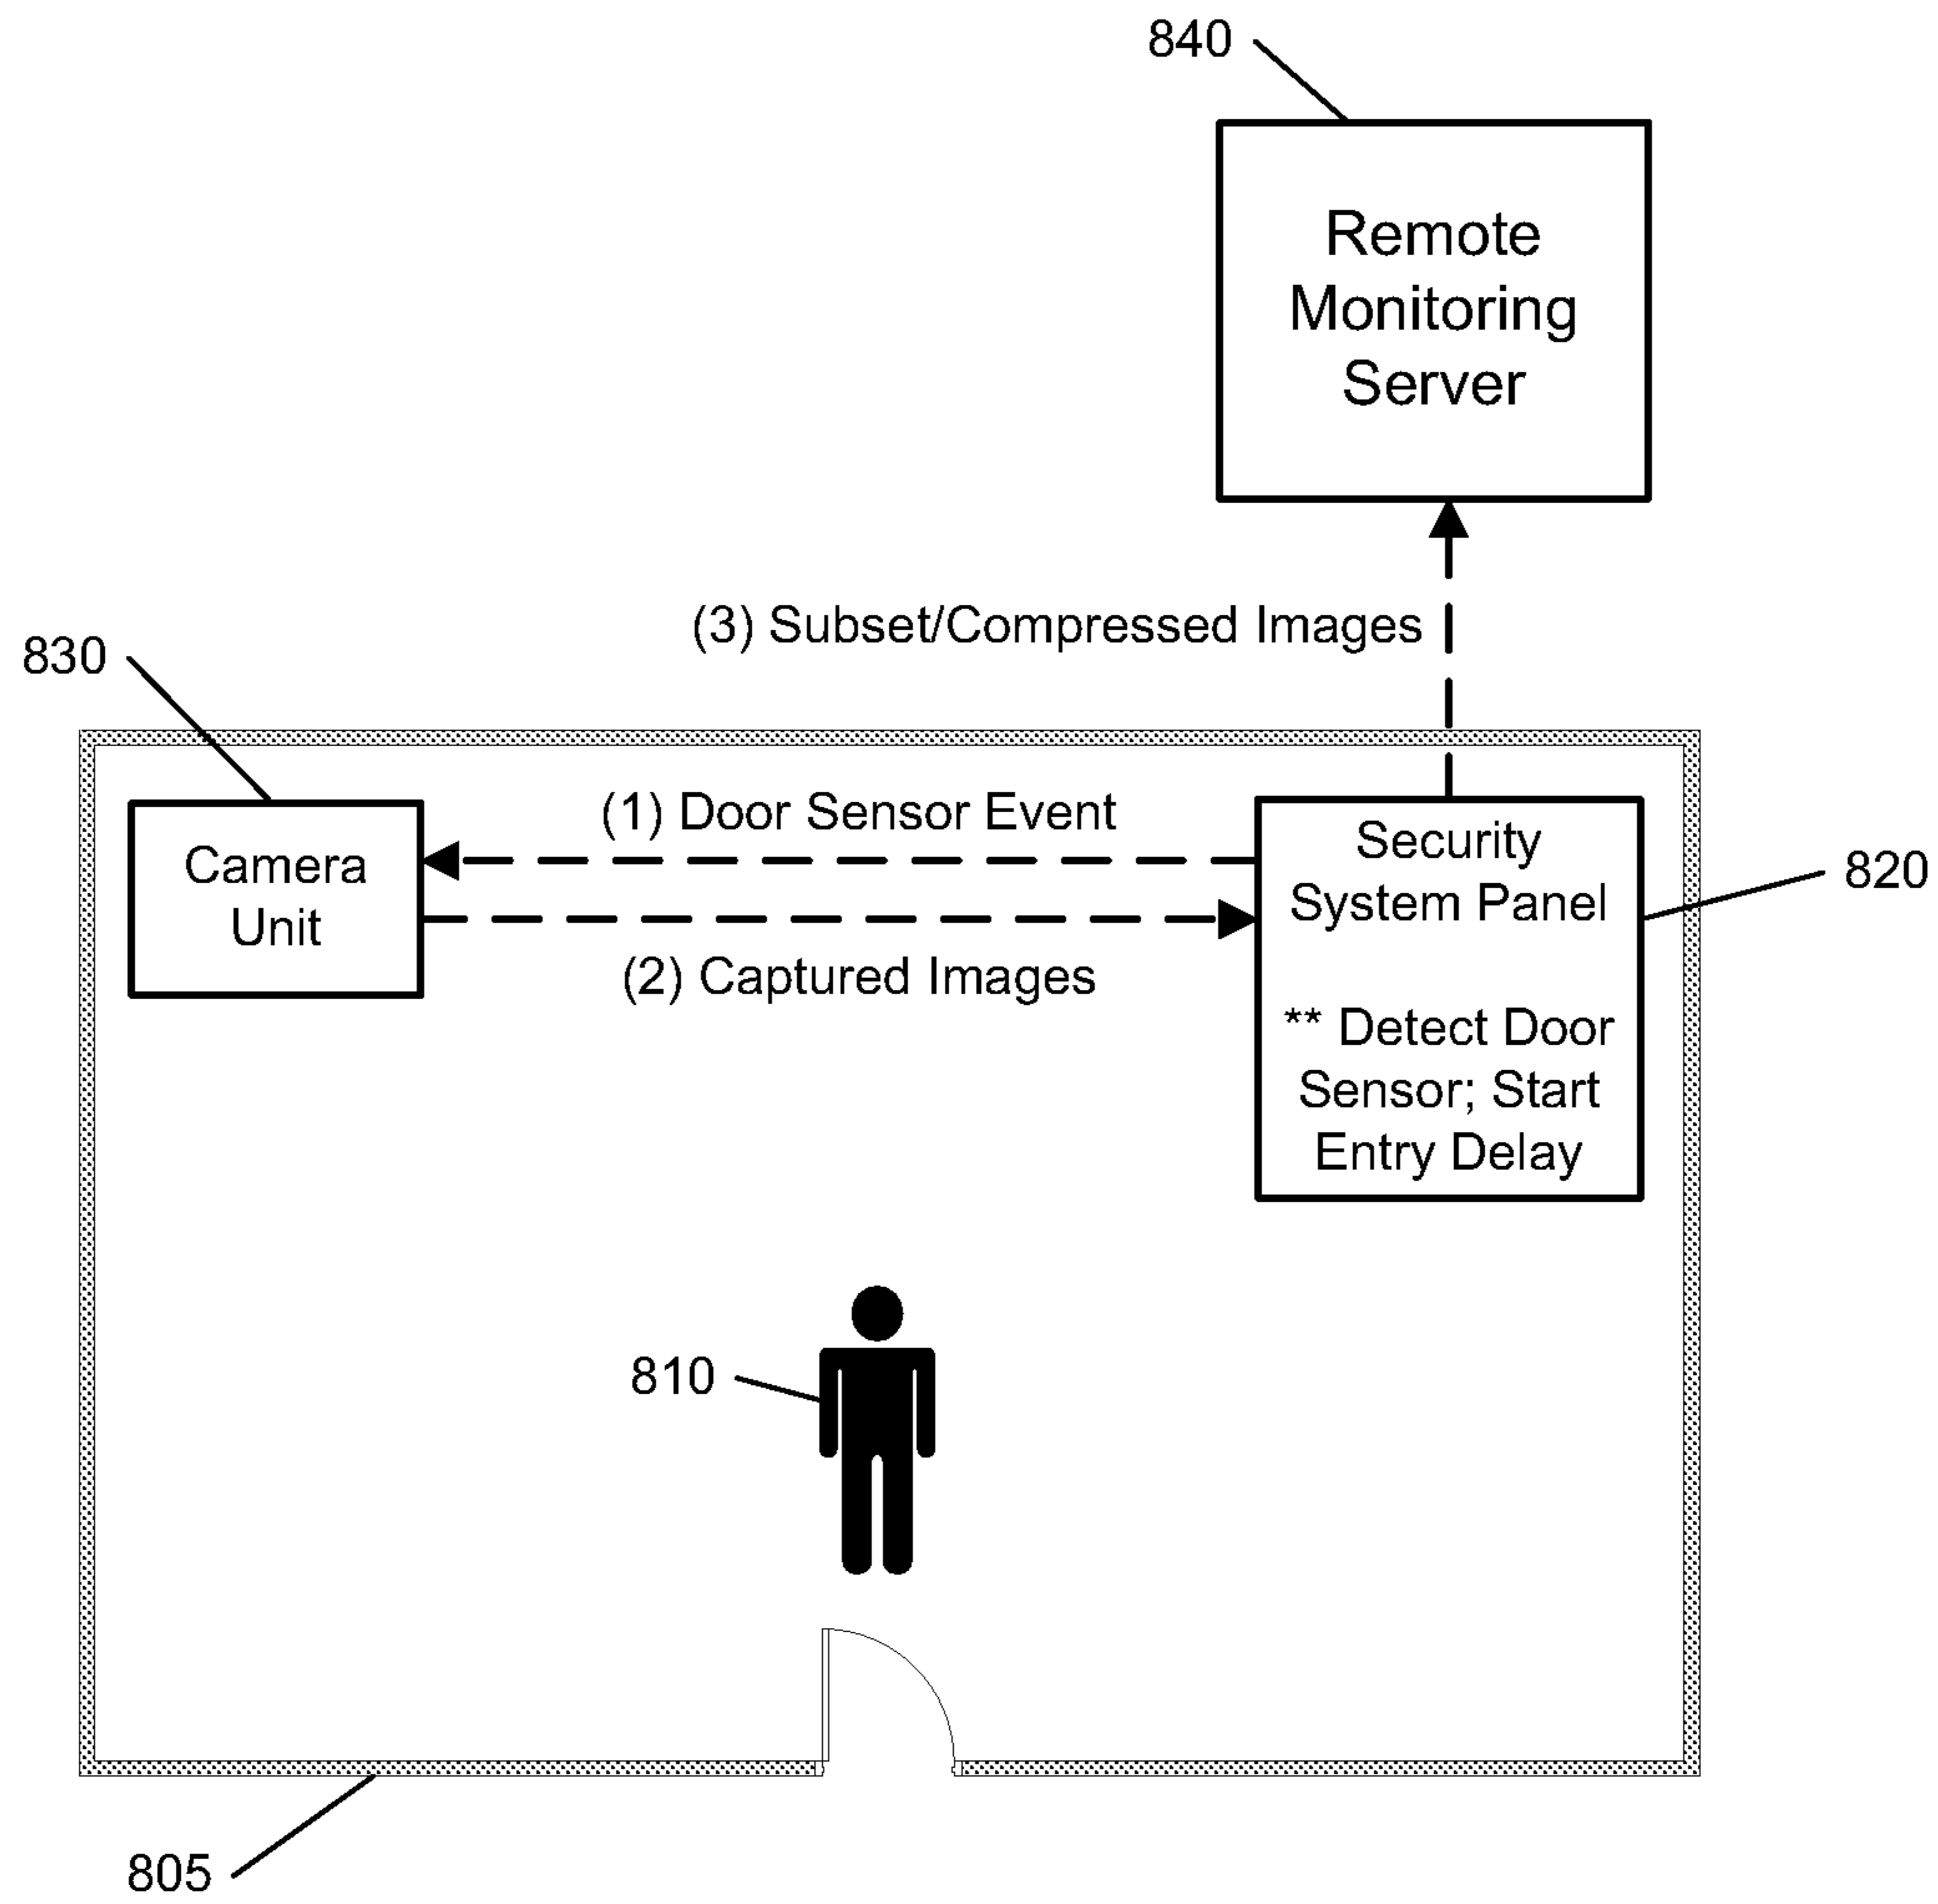 840
Remote
Monitoring
Server
(3) Subset/Compressed Images
830
(1) Door Sensor Event
Camera
Unit
(2) Captured Images
Security
System Panel
** Detect Door
Sensor; Start
Entry Delay
820
810
805